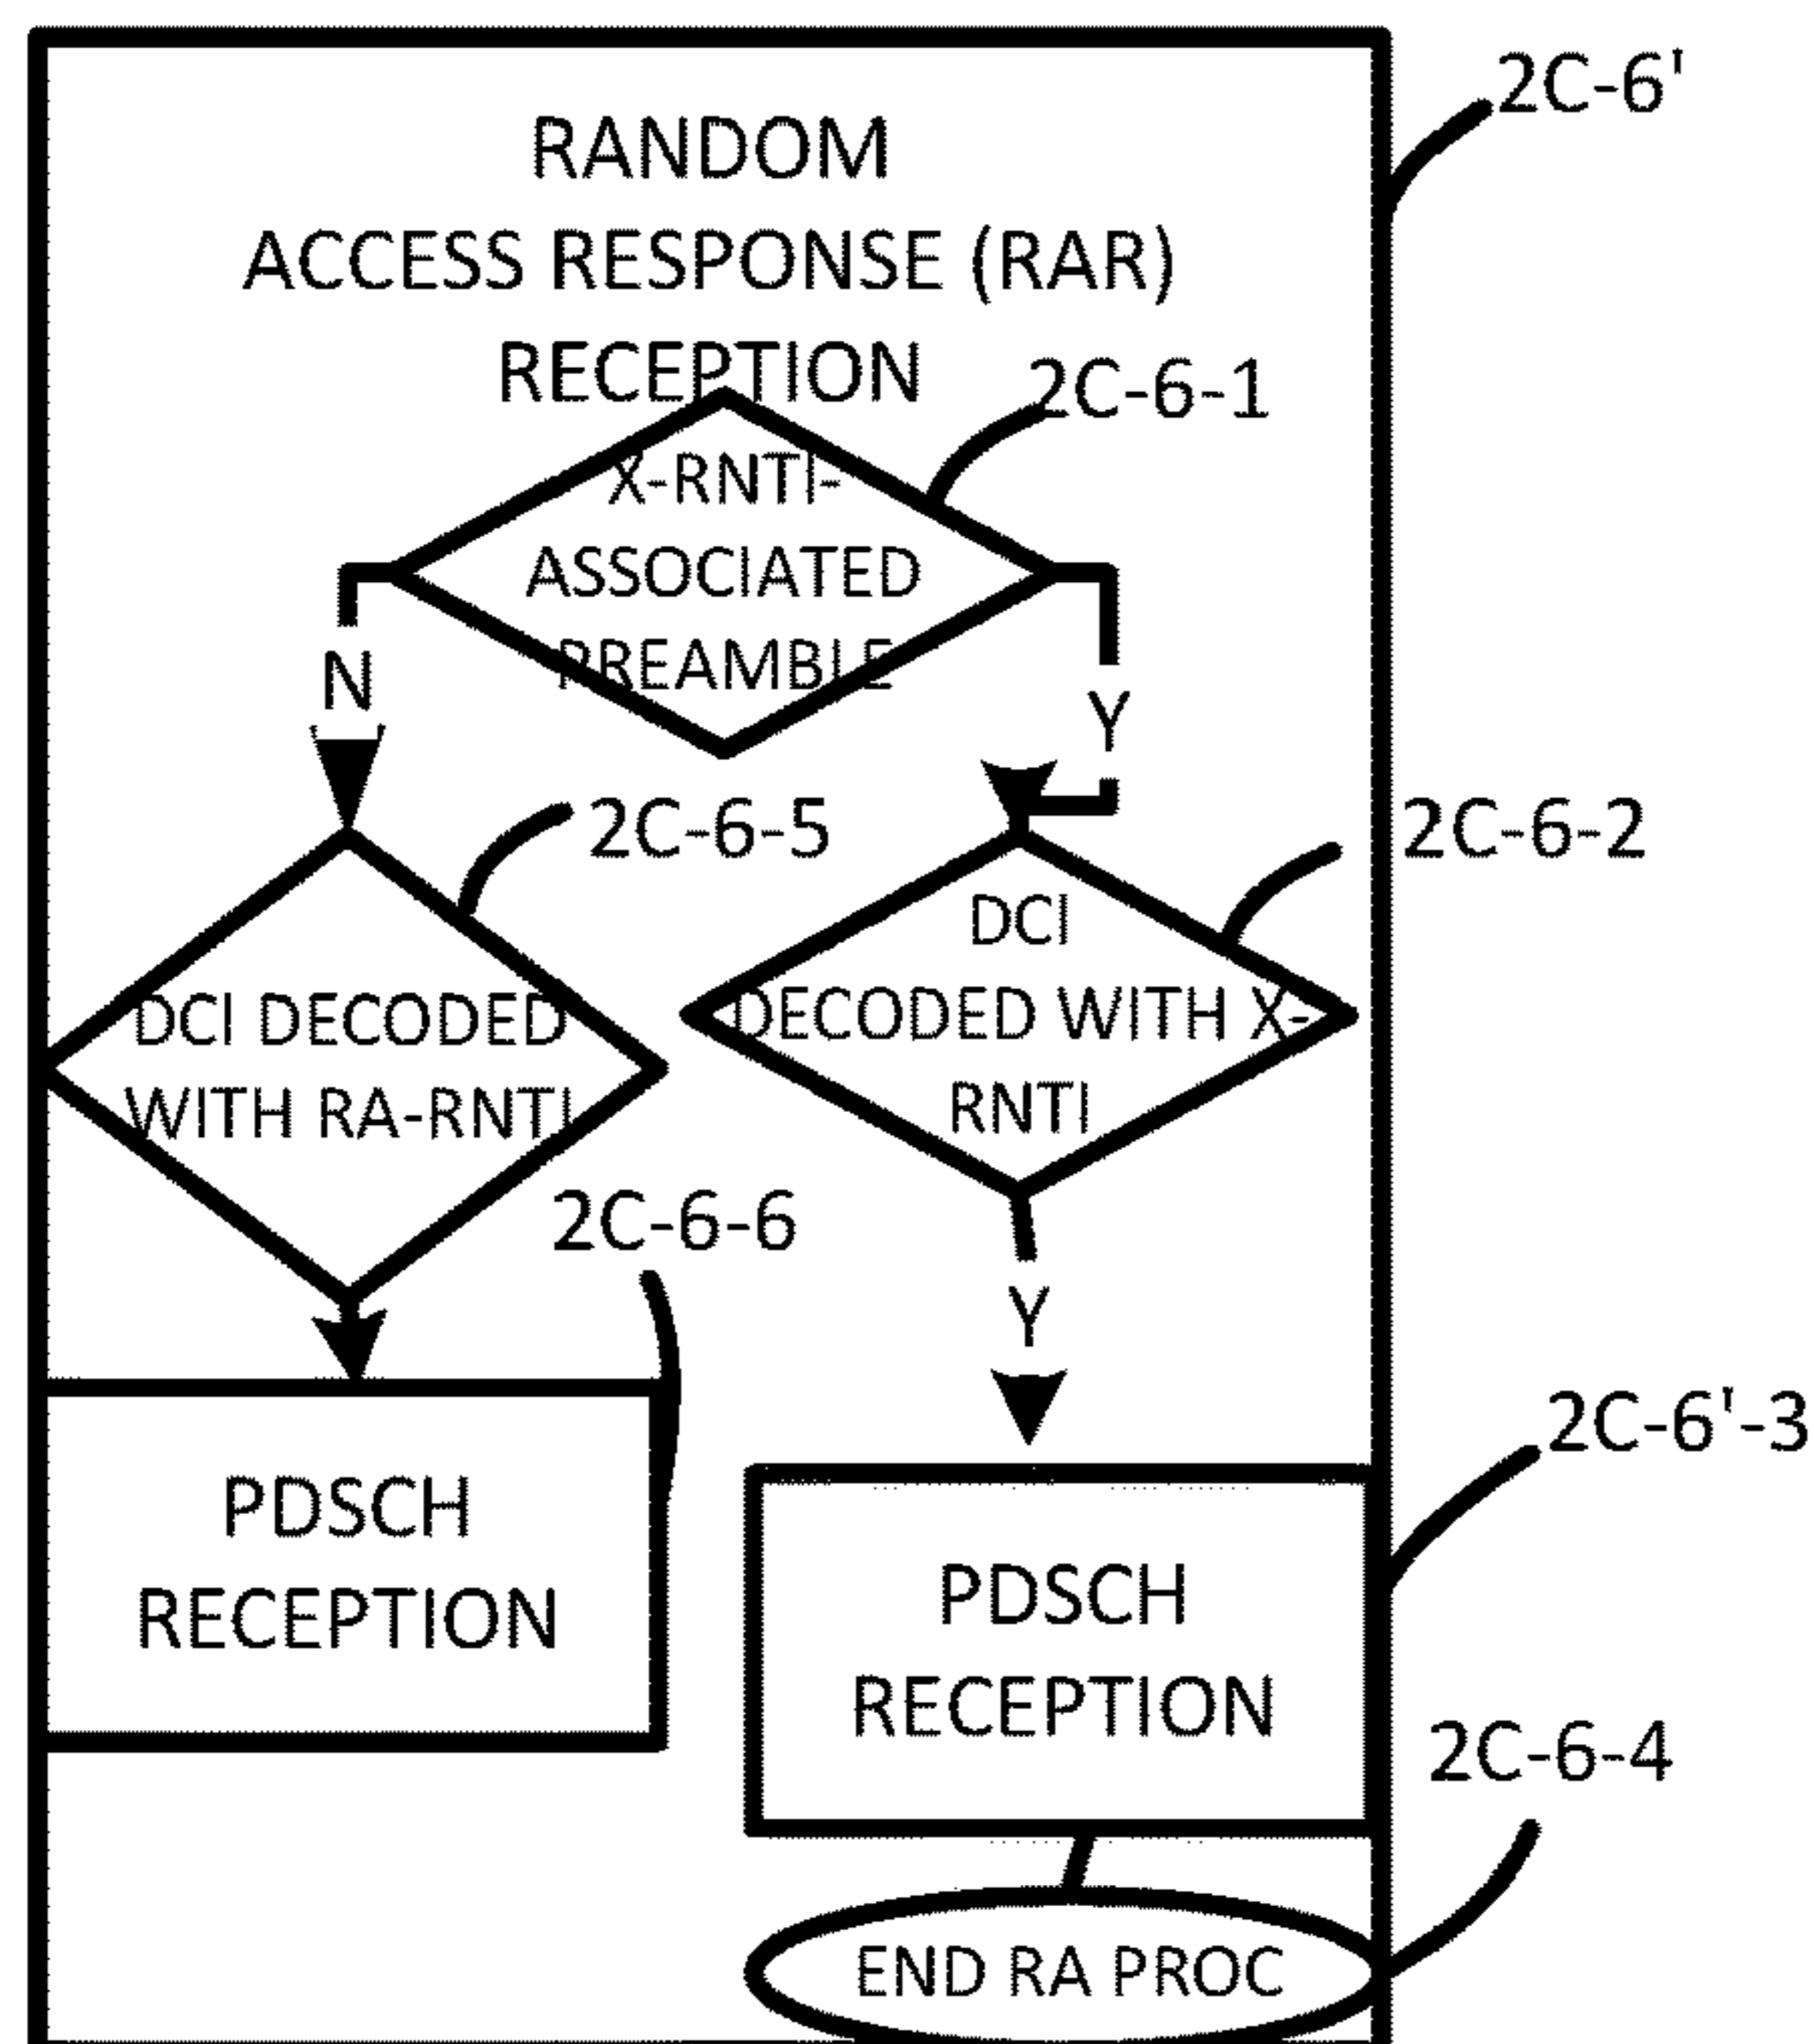 2C-6'
RANDOM
ACCESS RESPONSE (RAR)
RECEPTION
2C-6-1
X-RNTI-
ASSOCIATED
PREAMBLE
N
Y
2C-6-5
2C-6-2
DCI DECODED
WITH RA-RNTI
DCI
DECODED WITH X-
RNTI
2C-6-6
Y
2C-6'-3
PDSCH
RECEPTION
PDSCH
RECEPTION
2C-6-4
END RA PROC